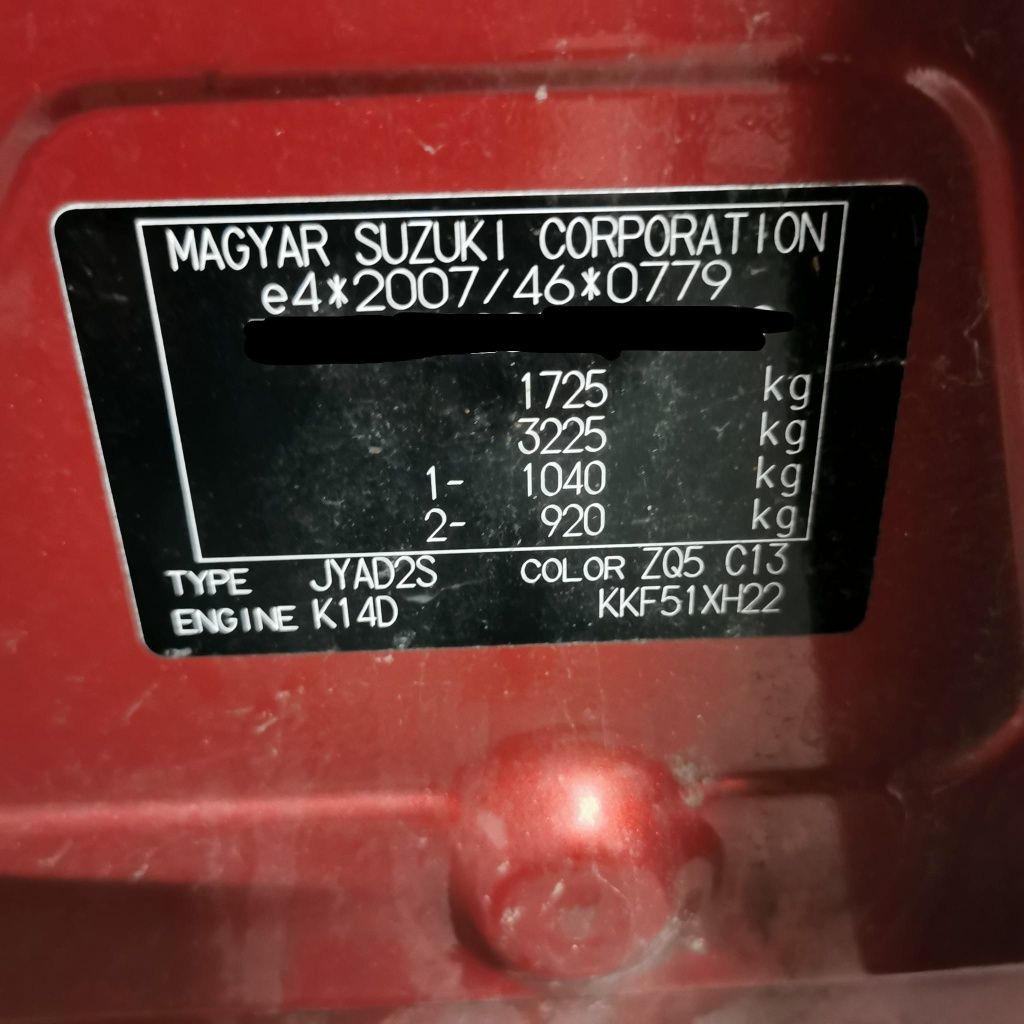 MAGYAR SUZUKI CORPORATION
e4*2007/46*0779
1725 kg
3225 kg
1- 1040 kg
2- 920 kg
TYPE JYAD2S COLOR ZQ5 C13
ENGINE K14D KKF51XH22